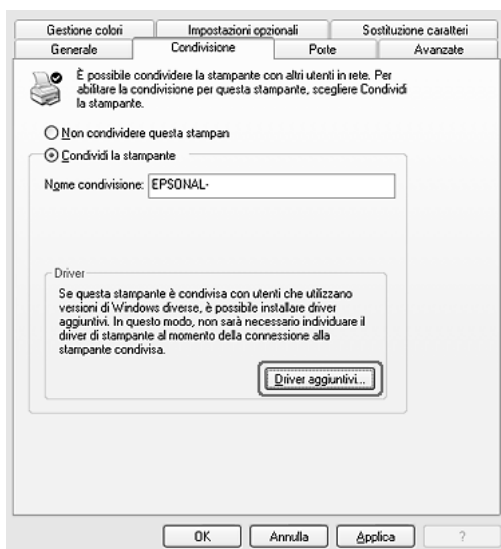 Gestione colori Impostazioni opzionali Sostituzione caratteri
Generale Condivisione Porte Avanzate
È possibile condividere la stampante con altri utenti in rete. Per
abilitare la condivisione per questa stampante, scegliere Condividi
la stampante.
Non condividere questa stampan
Condividi la stampante
Nome condivisione: EPSONAL-
Driver
Se questa stampante è condivisa con utenti che utilizzano
versioni di Windows diverse, è possibile installare driver
aggiuntivi. In questo modo, non sarà necessario individuare il
driver di stampante al momento della connessione alla
stampante condivisa.
Driver aggiuntivi...
OK Annulla Applica ?